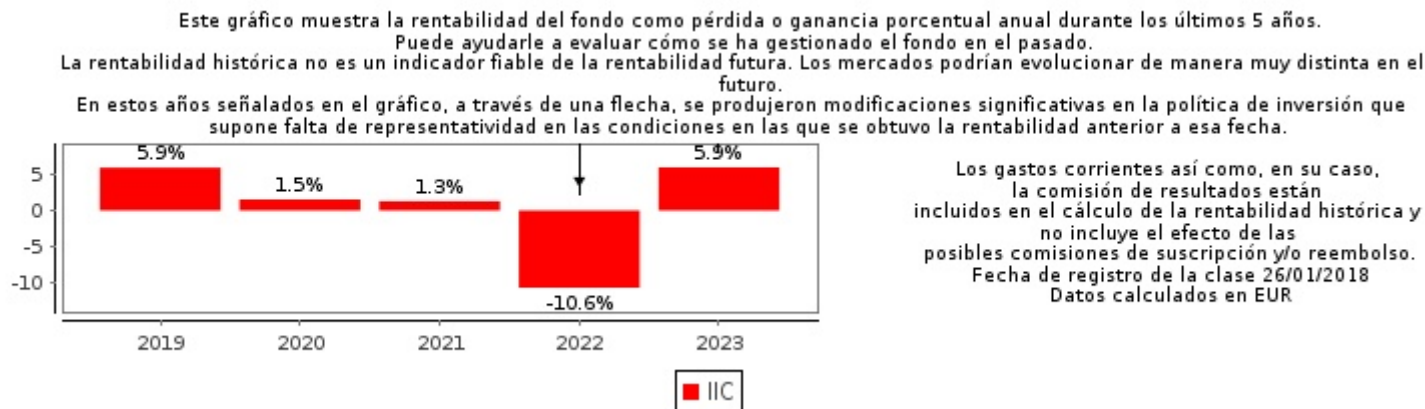 Este gráfico muestra la rentabilidad del fondo como pérdida o ganancia porcentual anual durante los últimos 5 años.
Puede ayudarle a evaluar cómo se ha gestionado el fondo en el pasado.
La rentabilidad histórica no es un indicador fiable de la rentabilidad futura. Los mercados podrían evolucionar de manera muy distinta en el
futuro.
En estos años señalados en el gráfico, a través de una flecha, se produjeron modificaciones significativas en la política de inversión que
supone falta de representatividad en las condiciones en las que se obtuvo la rentabilidad anterior a esa fecha.
5.9%
1.5%
1.3%
-10.6%
5.9%
5
0
-5
-10
2019
2020
2021
2022
2023
IIC
Los gastos corrientes así como, en su caso,
la comisión de resultados están
incluidos en el cálculo de la rentabilidad histórica y
no incluye el efecto de las
posibles comisiones de suscripción y/o reembolso.
Fecha de registro de la clase 26/01/2018
Datos calculados en EUR